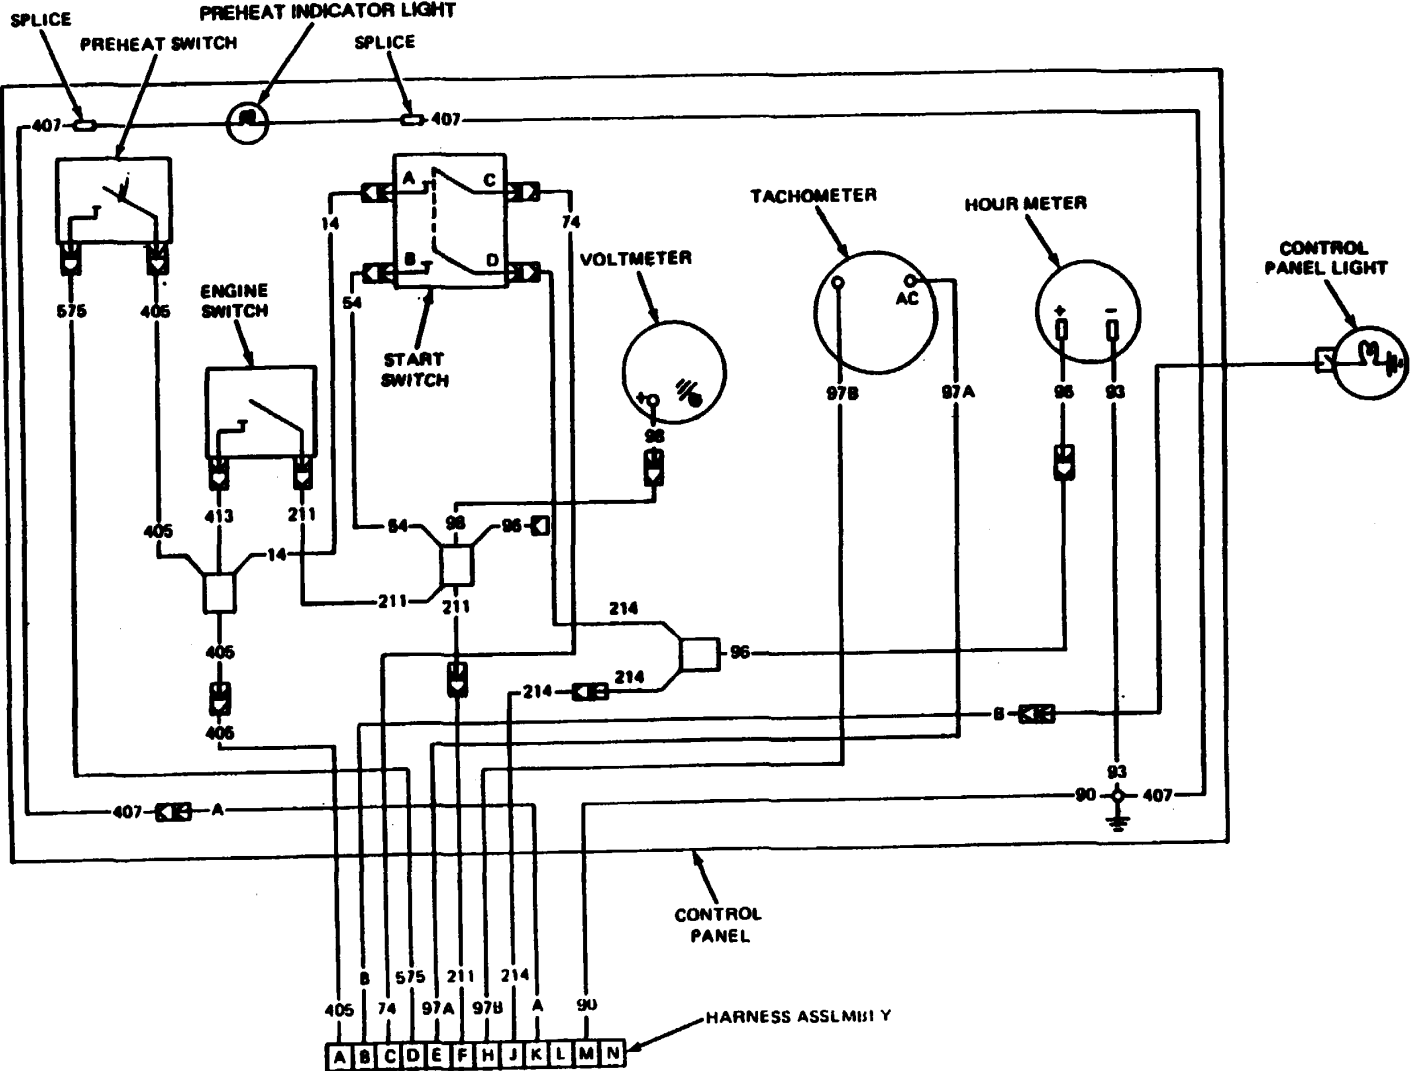 SPLICE
PREHEAT INDICATOR LIGHT
PREHEAT SWITCH
SPLICE
407
407
A
C
14
74
TACHOMETER
HOUR METER
B
D
VOLTMETER
CONTROL
PANEL LIGHT
575
405
ENGINE
SWITCH
54
AC
+
-
START
SWITCH
97B
97A
96
93
+
98
413
211
405
14
54
98
96
211
211
214
405
96
214
214
405
B
93
407
A
90
407
CONTROL
PANEL
B
575
211
214
405
74
97A
97B
A
90
HARNESS ASSLMBLY
A B C D E F H J K L M N